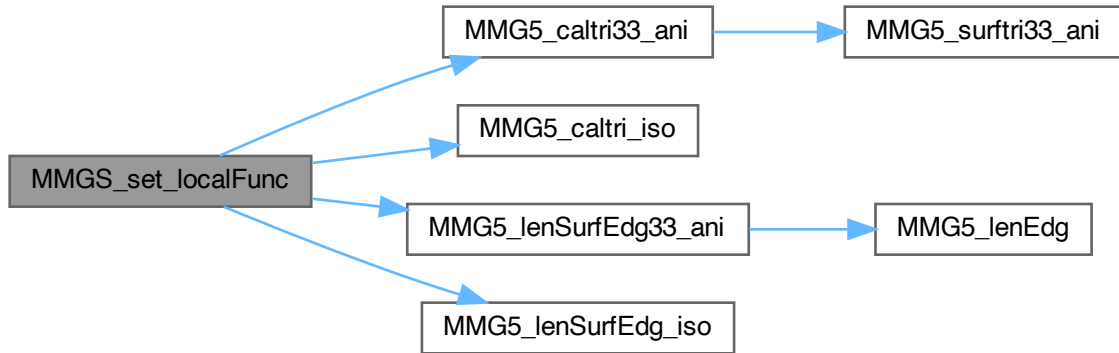 MMG5_caltri33_ani
MMG5_surftri33_ani
MMG5_caltri_iso
MMGS_set_localFunc
MMG5_lenSurfEdg33_ani
MMG5_lenEdg
MMG5_lenSurfEdg_iso